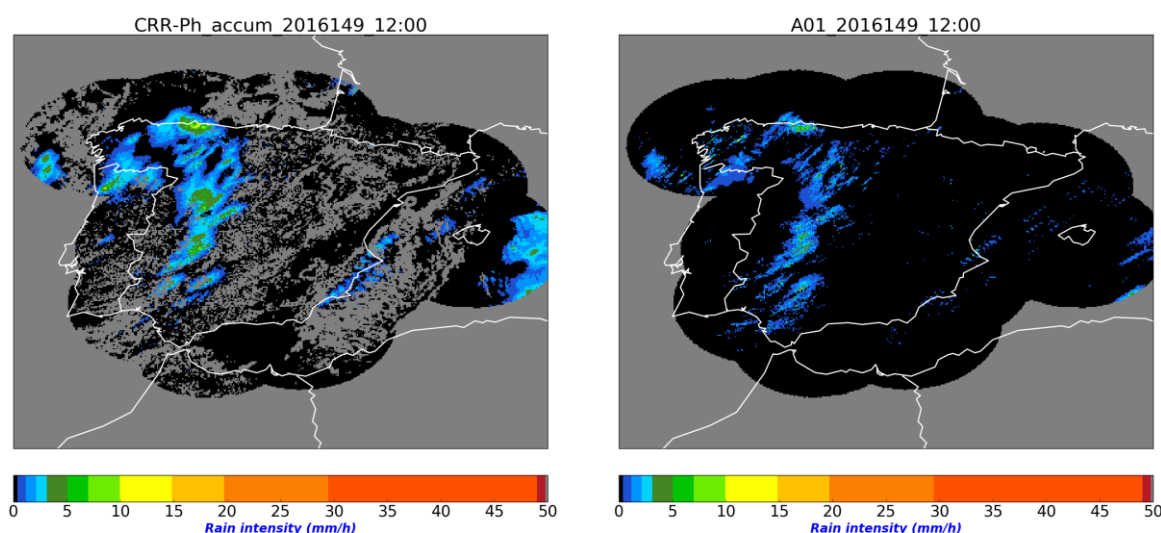 CRR-Ph_accum_2016149_12:00
A01_2016149_12:00
0 5 10 15 20 25 30 35 40 45 50
Rain intensity (mm/h)
0 5 10 15 20 25 30 35 40 45 50
Rain intensity (mm/h)